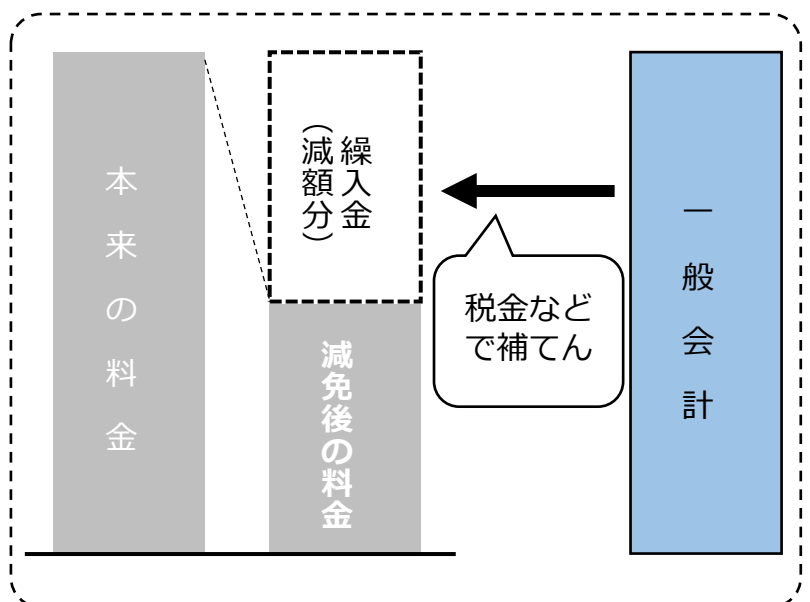 本来の料金
繰入金
（減額分）
減免後の料金
税金など
で補てん
一般会計